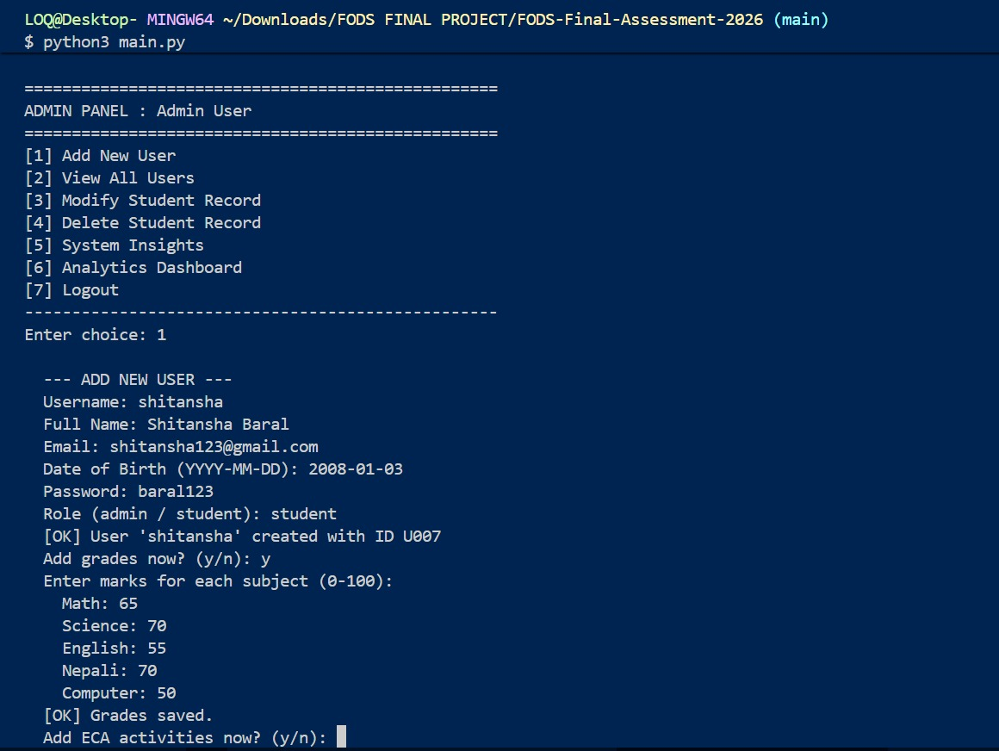 LOQ@Desktop- MINGW64 ~/Downloads/FODS FINAL PROJECT/FODS-Final-Assessment-2026 (main)
$ python3 main.py
==================================================
ADMIN PANEL : Admin User
==================================================
[1] Add New User
[2] View All Users
[3] Modify Student Record
[4] Delete Student Record
[5] System Insights
[6] Analytics Dashboard
[7] Logout
--------------------------------------------------
Enter choice: 1
--- ADD NEW USER ---
Username: shitansha
Full Name: Shitansha Baral
Email: shitansha123@gmail.com
Date of Birth (YYYY-MM-DD): 2008-01-03
Password: baral123
Role (admin / student): student
[OK] User 'shitansha' created with ID U007
Add grades now? (y/n): y
Enter marks for each subject (0-100):
Math: 65
Science: 70
English: 55
Nepali: 70
Computer: 50
[OK] Grades saved.
Add ECA activities now? (y/n):